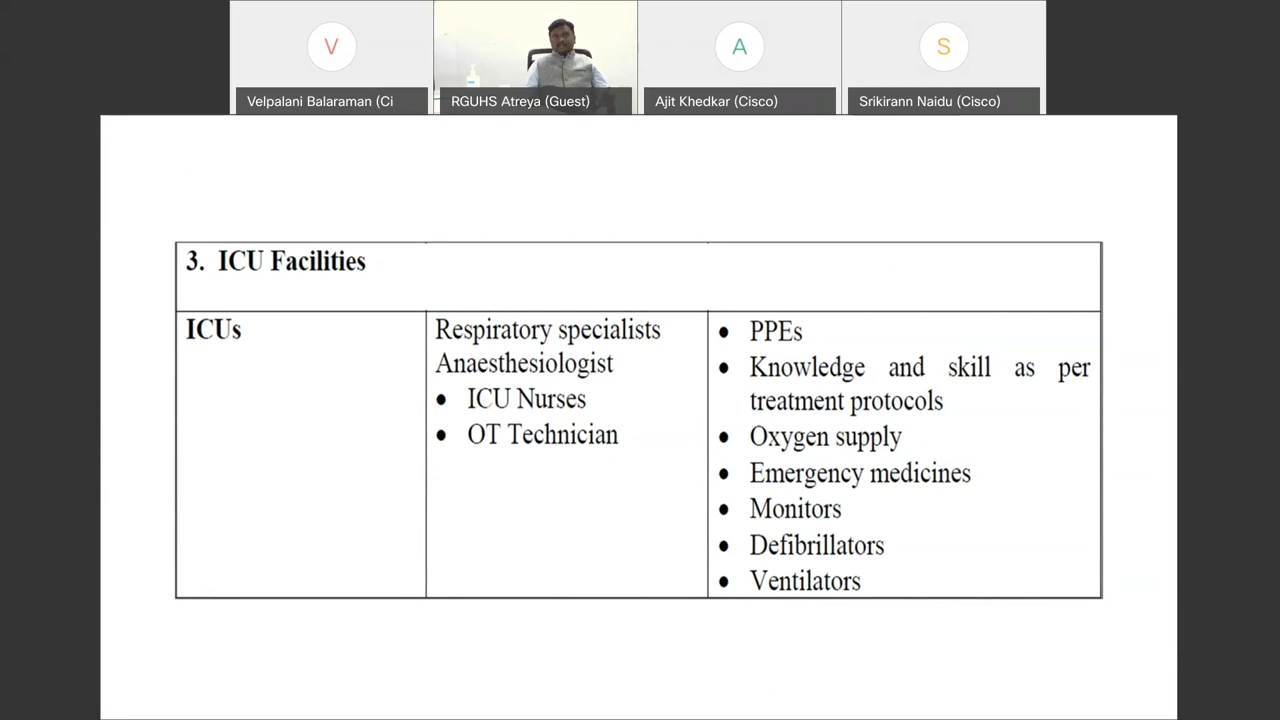 V
A
S
Velpalani Balaraman (Ci
RGUHS Atreya (Guest)
Ajit Khedkar (Cisco)
Srikirann Naidu (Cisco)
3. ICU Facilities
ICUs
Respiratory specialists
Anaesthesiologist
• ICU Nurses
• OT Technician
• PPEs
• Knowledge and skill as per
treatment protocols
• Oxygen supply
• Emergency medicines
• Monitors
• Defibrillators
• Ventilators